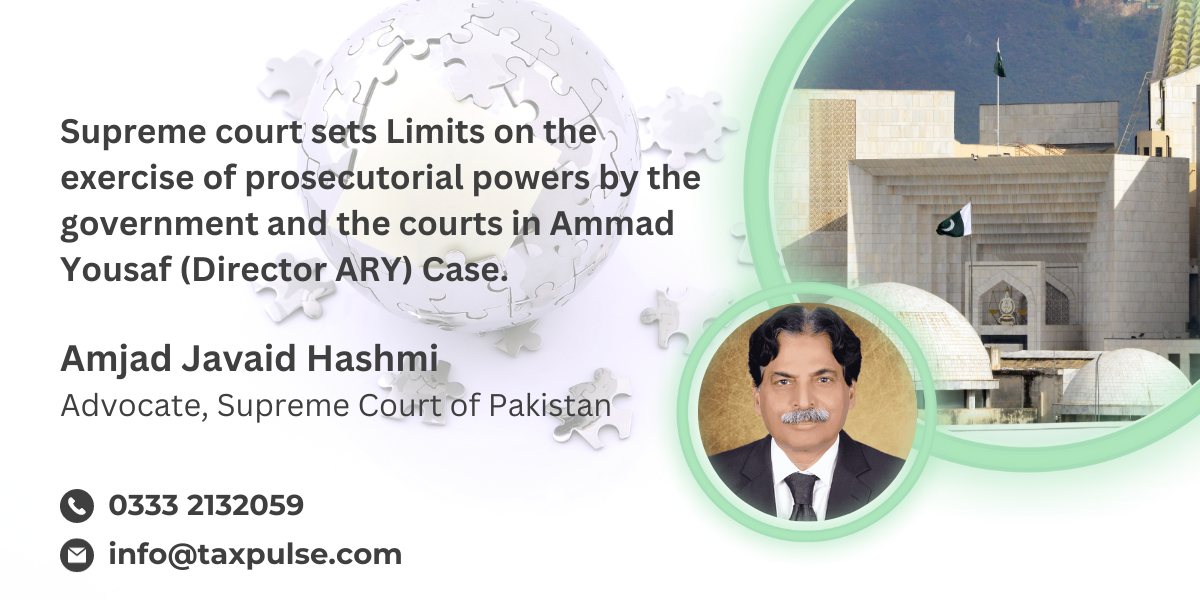 Supreme court sets Limits on the
exercise of prosecutorial powers by the
government and the courts in Ammad
Yousaf (Director ARY) Case.
Amjad Javaid Hashmi
Advocate, Supreme Court of Pakistan
0333 2132059
info@taxpulse.com